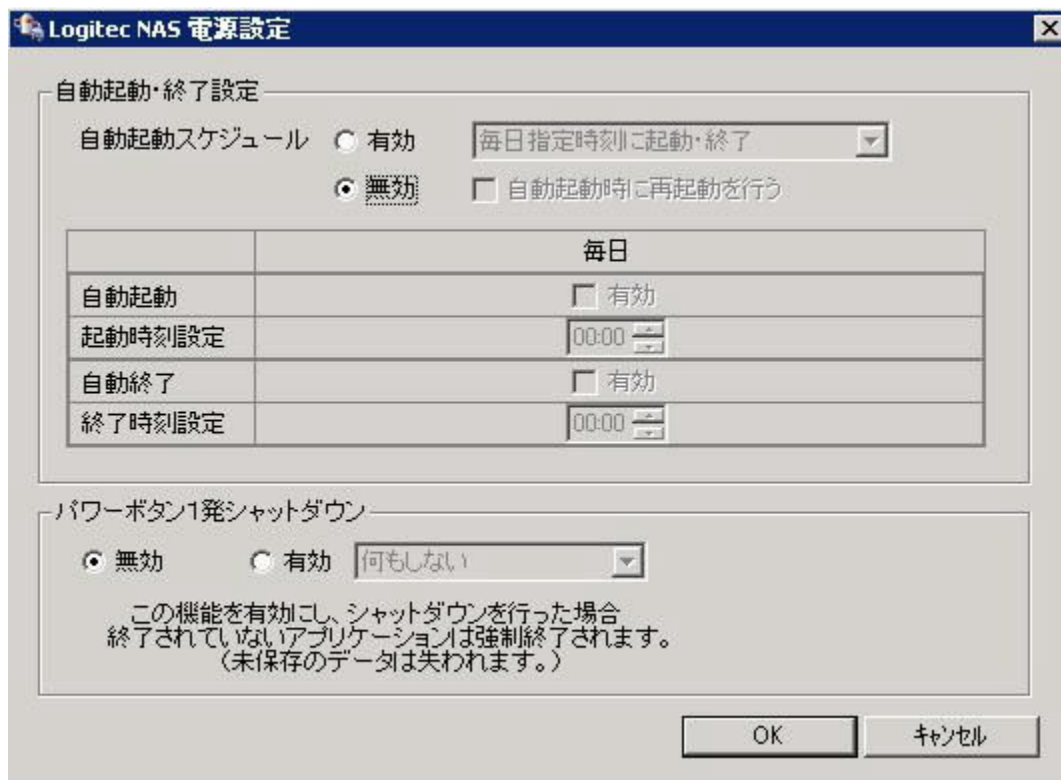 Logitec NAS 電源設定
自動起動・終了設定
自動起動スケジュール 有効 毎日指定時刻に起動・終了
無効 自動起動時に再起動を行う
毎日
自動起動 有効
起動時刻設定 00:00
自動終了 有効
終了時刻設定 00:00
パワーボタン1発シャットダウン
無効 有効 何もしない
この機能を有効にし、シャットダウンを行った場合
終了されていないアプリケーションは強制終了されます。
(未保存のデータは失われます。)
OK キャンセル